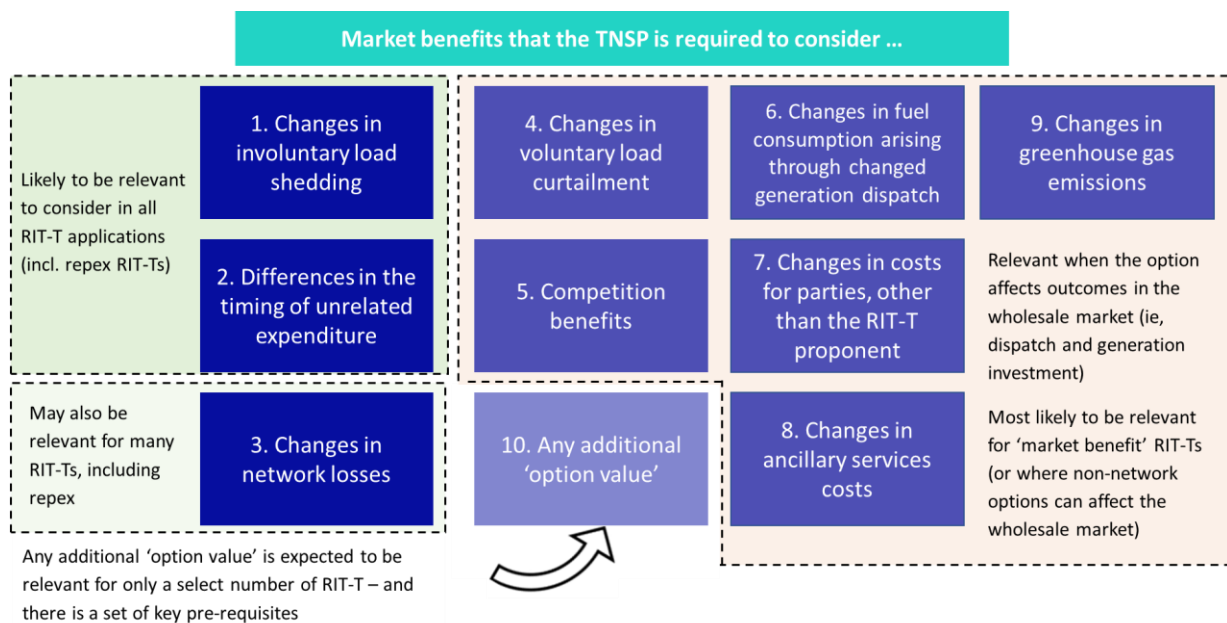 Market benefits that the TNSP is required to consider …
Likely to be relevant
to consider in all
RIT-T applications
(incl. repex RIT-Ts)
1. Changes in
involuntary load
shedding
2. Differences in the
timing of unrelated
expenditure
May also be
relevant for many
RIT-Ts, including
repex
3. Changes in
network losses
4. Changes in
voluntary load
curtailment
5. Competition
benefits
6. Changes in fuel
consumption arising
through changed
generation dispatch
7. Changes in costs
for parties, other
than the RIT-T
proponent
8. Changes in
ancillary services
costs
9. Changes in
greenhouse gas
emissions
Relevant when the option
affects outcomes in the
wholesale market (ie,
dispatch and generation
investment)
Most likely to be relevant
for ‘market benefit’ RIT-Ts
(or where non-network
options can affect the
wholesale market)
10. Any additional
‘option value’
Any additional ‘option value’ is expected to be
relevant for only a select number of RIT-T – and
there is a set of key pre-requisites